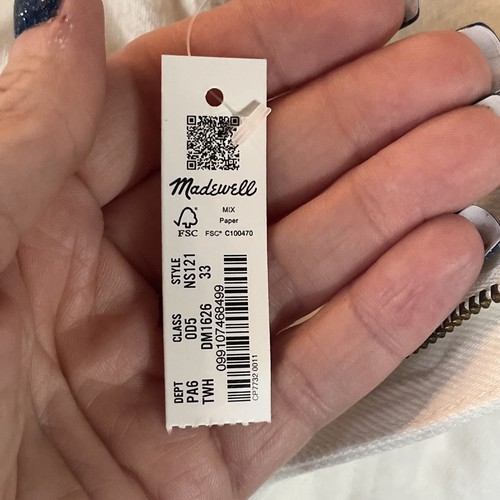 Madewell
MIX
Paper
FSC
FSC® C100470
DEPT CLASS STYLE
PA6 0D5 NS121
TWH DM1626 33
099107468499
CP7732 0011